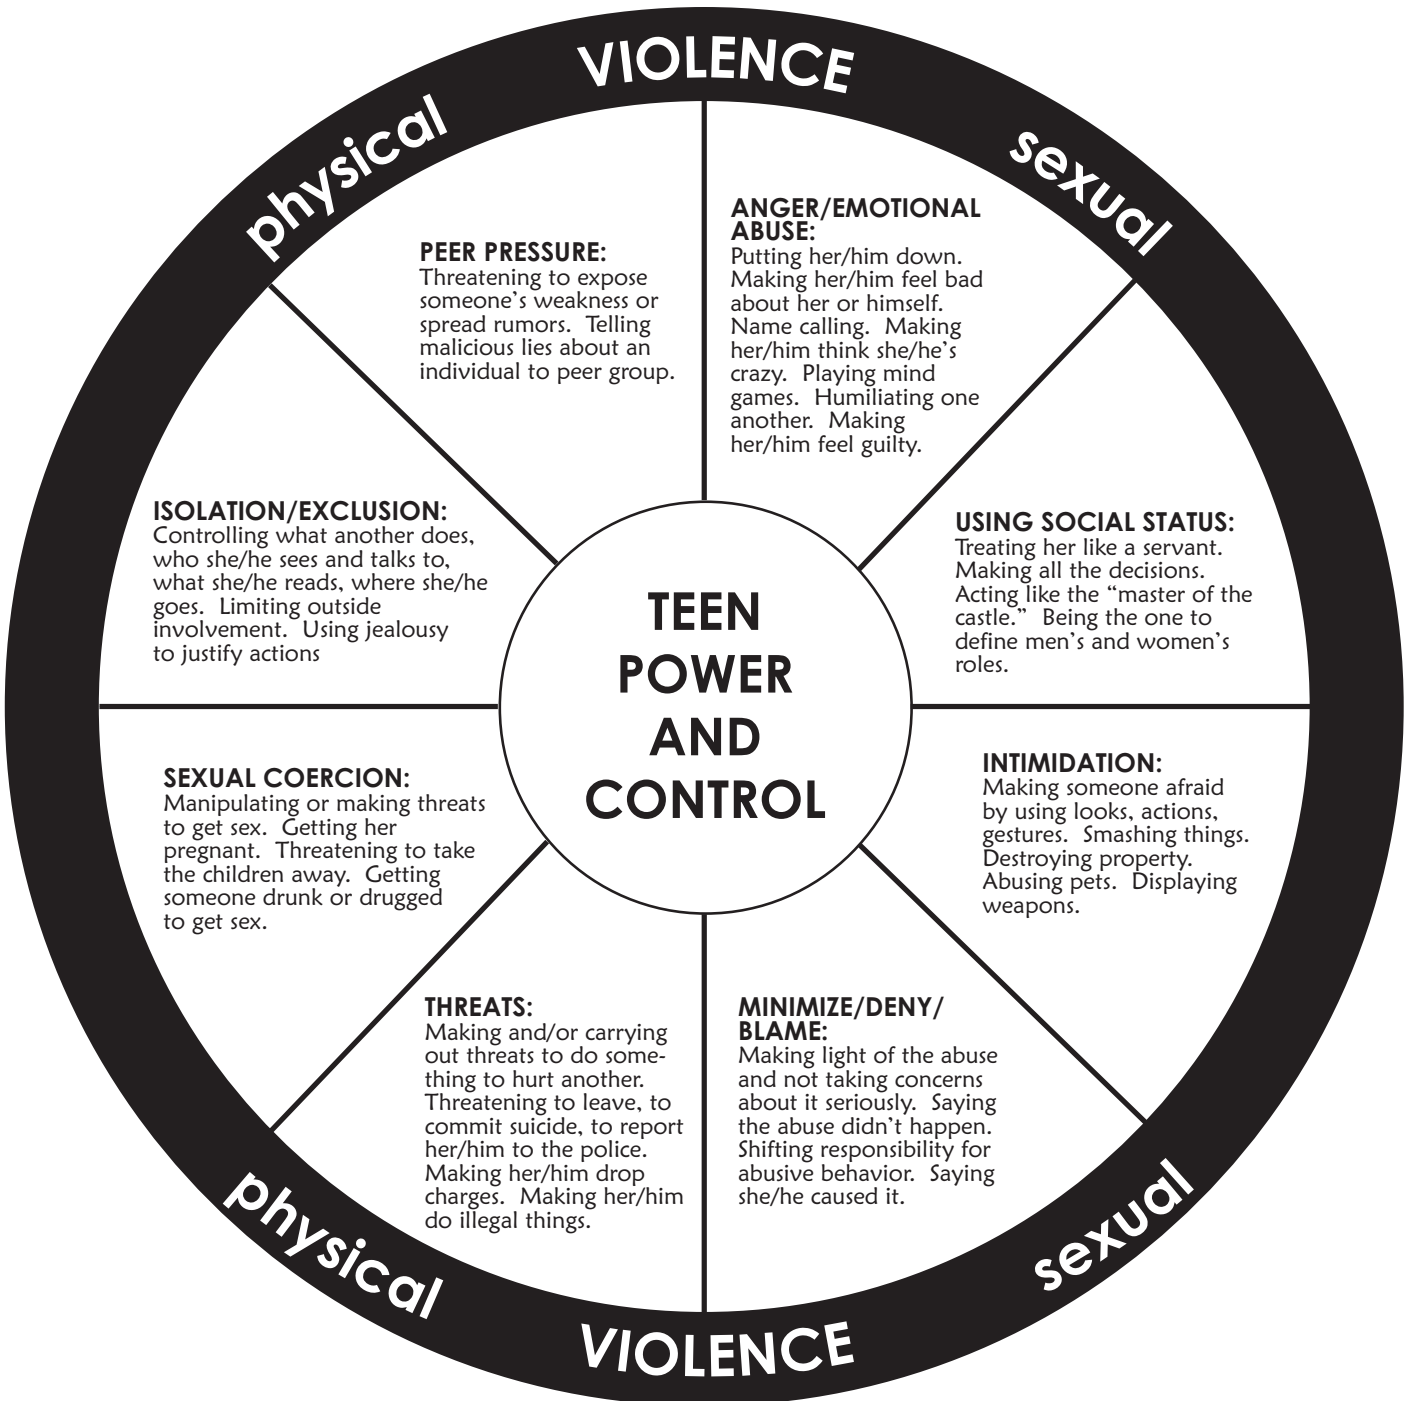 VIOLENCE
physical
sexual
PEER PRESSURE:
Threatening to expose
someone’s weakness or
spread rumors.  Telling
malicious lies about an
individual to peer group.
ANGER/EMOTIONAL
ABUSE:
Putting her/him down.
Making her/him feel bad
about her or himself.
Name calling.  Making
her/him think she/he’s
crazy.  Playing mind
games.  Humiliating one
another.  Making
her/him feel guilty.
ISOLATION/EXCLUSION:
Controlling what another does,
who she/he sees and talks to,
what she/he reads, where she/he
goes.  Limiting outside
involvement.  Using jealousy
to justify actions
USING SOCIAL STATUS:
Treating her like a servant.
Making all the decisions.
Acting like the “master of the
castle.”  Being the one to
define men’s and women’s
roles.
TEEN
POWER
AND
CONTROL
SEXUAL COERCION:
Manipulating or making threats
to get sex.  Getting her
pregnant.  Threatening to take
the children away.  Getting
someone drunk or drugged
to get sex.
INTIMIDATION:
Making someone afraid
by using looks, actions,
gestures.  Smashing things.
Destroying property.
Abusing pets.  Displaying
weapons.
THREATS:
Making and/or carrying
out threats to do some-
thing to hurt another.
Threatening to leave, to
commit suicide, to report
her/him to the police.
Making her/him drop
charges.  Making her/him
do illegal things.
MINIMIZE/DENY/
BLAME:
Making light of the abuse
and not taking concerns
about it seriously.  Saying
the abuse didn’t happen.
Shifting responsibility for
abusive behavior.  Saying
she/he caused it.
physical
sexual
VIOLENCE